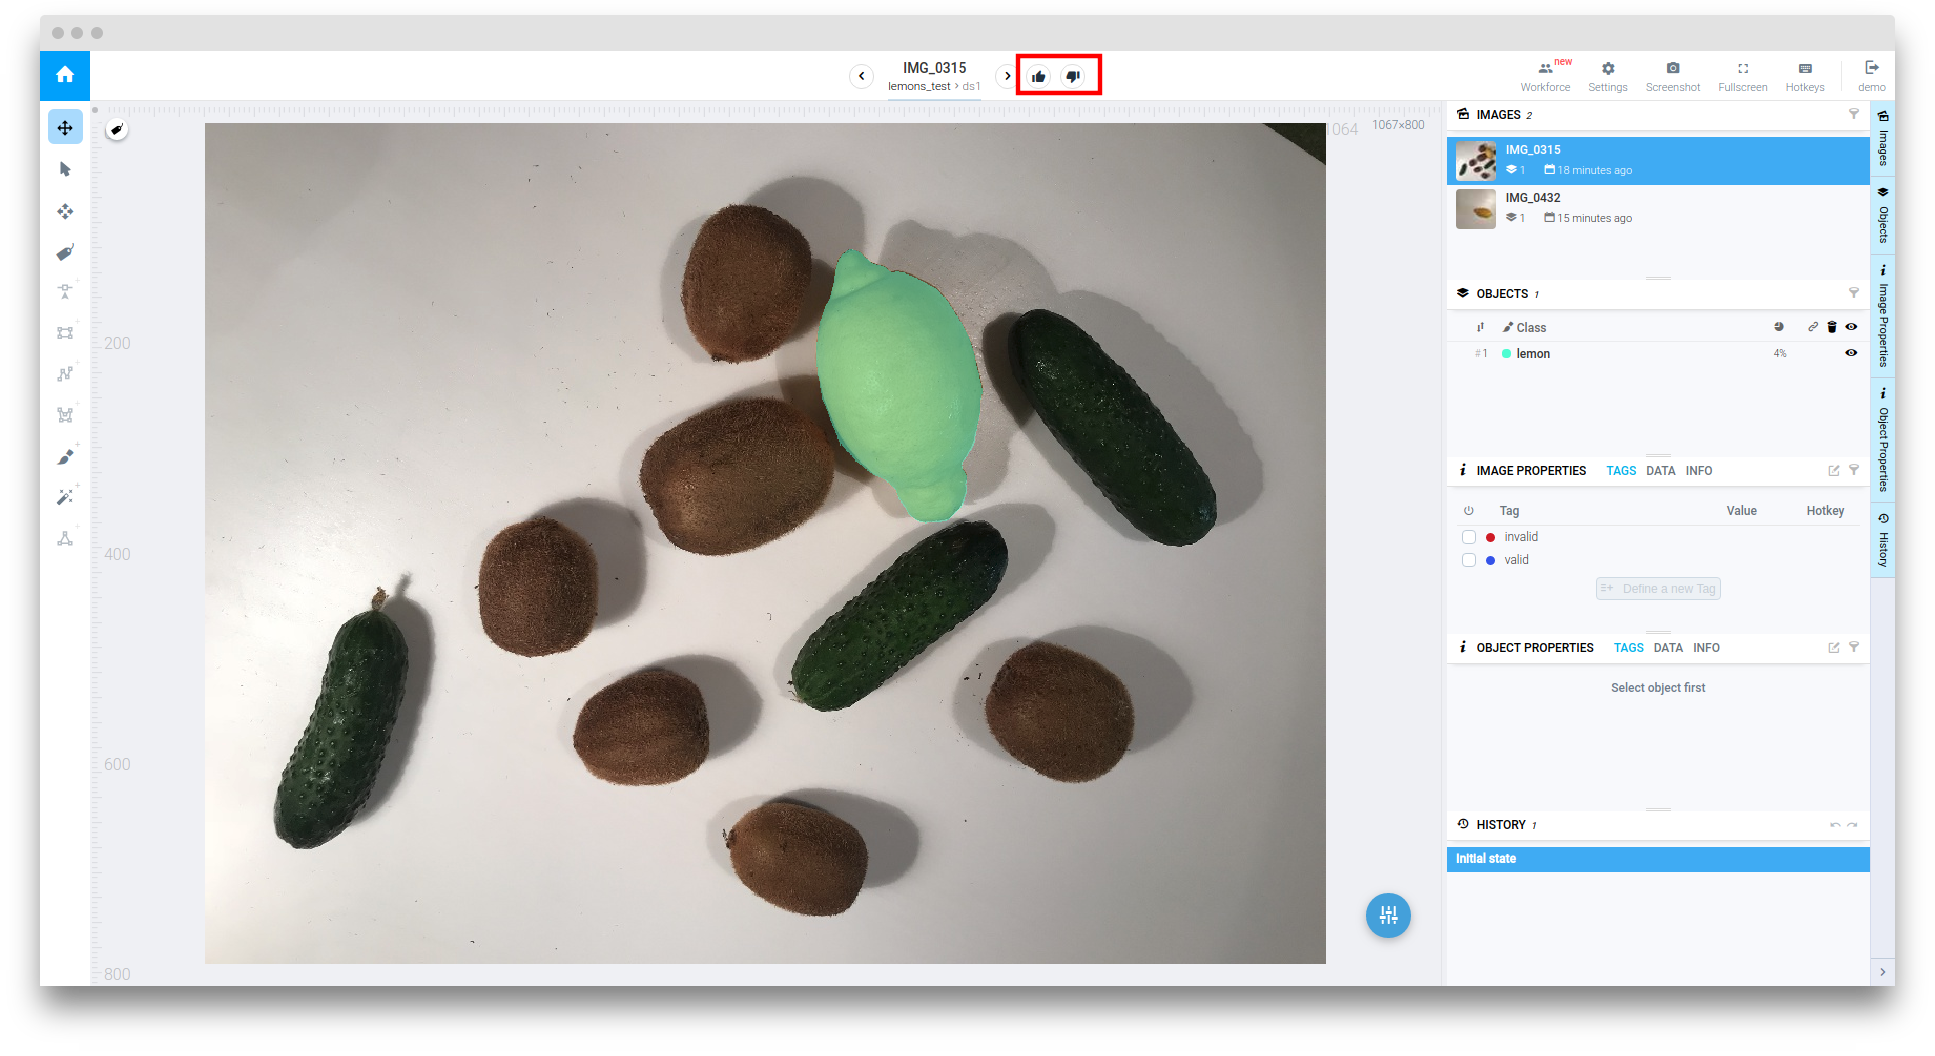 IMG_0315
lemons_test › ds1
Workforce
new
Settings
Screenshot
Fullscreen
Hotkeys
demo
1064
1067×800
200
400
600
800
IMAGES 2
IMG_0315
1 18 minutes ago
IMG_0432
1 15 minutes ago
OBJECTS 1
Class
#1 lemon 4%
IMAGE PROPERTIES TAGS DATA INFO
Tag Value Hotkey
invalid
valid
Define a new Tag
OBJECT PROPERTIES TAGS DATA INFO
Select object first
HISTORY 1
Initial state
Images
Objects
Image Properties
Object Properties
History